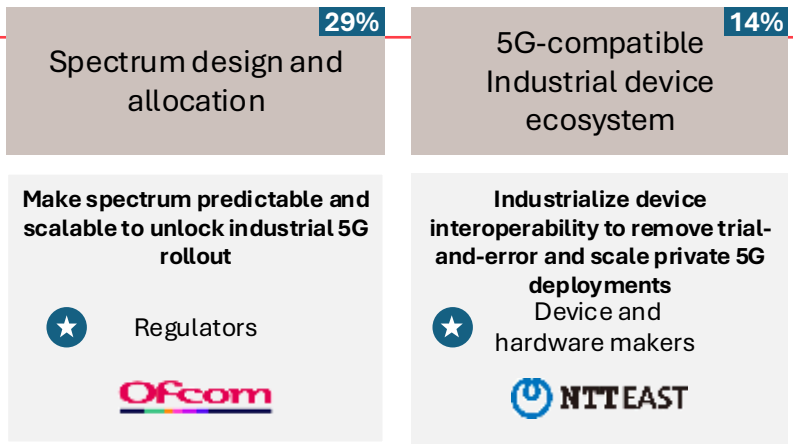 29%
Spectrum design and
allocation
Make spectrum predictable and
scalable to unlock industrial 5G
rollout
Regulators
Ofcom
14%
5G-compatible
Industrial device
ecosystem
Industrialize device
interoperability to remove trial-
and-error and scale private 5G
deployments
Device and
hardware makers
NTT EAST